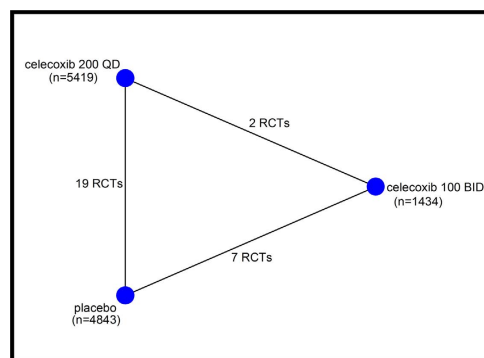 celecoxib 200 QD
(n=5419)
2 RCTs
19 RCTs
celecoxib 100 BID
(n=1434)
7 RCTs
placebo
(n=4843)